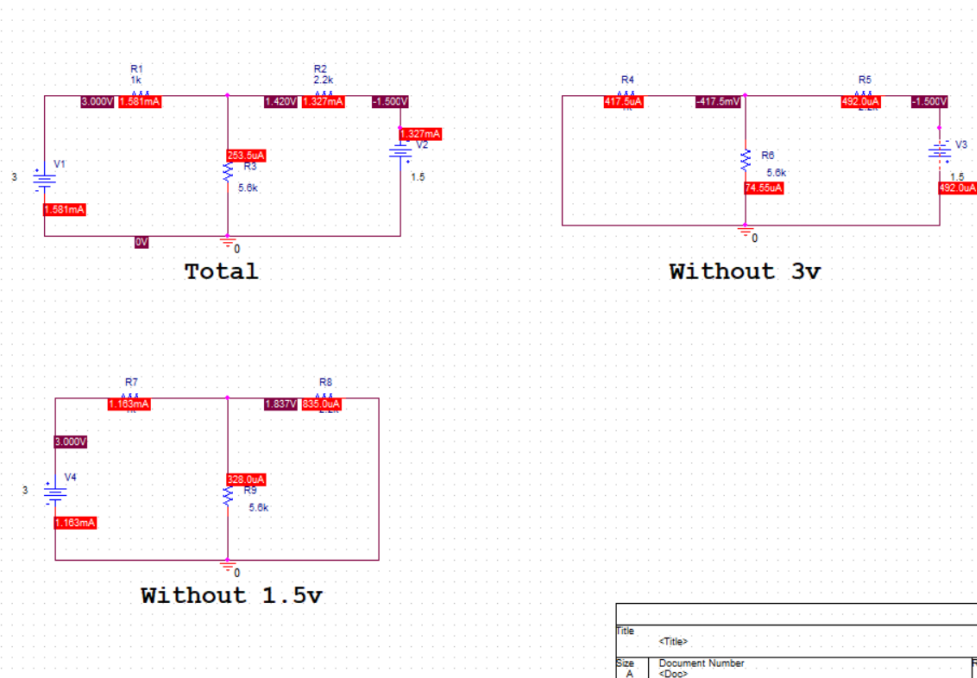 R1
1k
R2
2.2k
3.000V
1.581mA
1.420V
1.327mA
-1.500V
1.327mA
V2
1.5
253.5uA
R3
5.6k
V1
3
1.581mA
0V
0
Total
R4
R5
417.5uA
-417.5mV
492.0uA
-1.500V
V3
1.5
492.0uA
R6
5.6k
74.55uA
0
Without 3v
R7
R8
1.163mA
1.837V
835.0uA
3.000V
V4
3
1.163mA
328.0uA
R9
5.6k
0
Without 1.5v
Title
<Title>
Size
A
Document Number
<Doc>